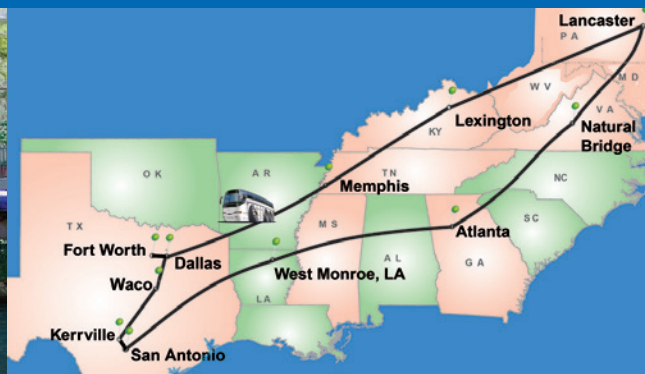 Lancaster
PA
MD
WV
VA
Lexington
KY
Natural
Bridge
OK
AR
TN
NC
Memphis
TX
MS
SC
Fort Worth
Dallas
Atlanta
West Monroe, LA
AL
GA
Waco
LA
Kerrville
San Antonio